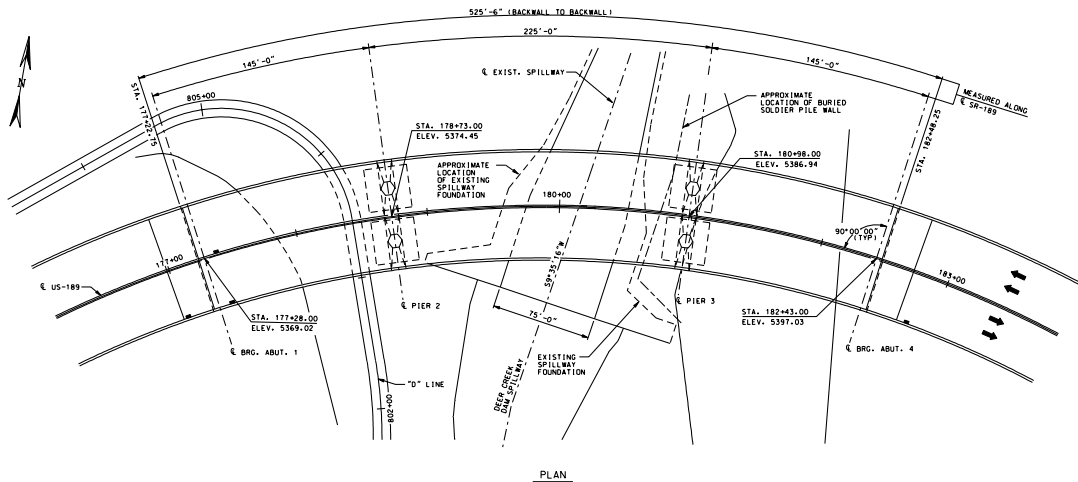 525'-6" (BACKWALL TO BACKWALL)
225'-0"
145'-0"
145'-0"
N
STA. 177+22.75
805+00
℄ EXIST. SPILLWAY
APPROXIMATE
LOCATION OF BURIED
SOLDIER PILE WALL
MEASURED ALONG
℄ SR-189
STA. 182+48.25
STA. 178+73.00
ELEV. 5374.45
STA. 180+98.00
ELEV. 5386.94
APPROXIMATE
LOCATION
OF EXISTING
SPILLWAY
FOUNDATION
180+00
90°00'00"
(TYP)
177+00
183+00
℄ US-189
S9°35'16"W
℄ PIER 2
℄ PIER 3
75'-0"
STA. 177+28.00
ELEV. 5369.02
STA. 182+43.00
ELEV. 5397.03
℄ BRG. ABUT. 1
℄ BRG. ABUT. 4
EXISTING
SPILLWAY
FOUNDATION
"D" LINE
802+00
DEER CREEK
DAM SPILLWAY
PLAN